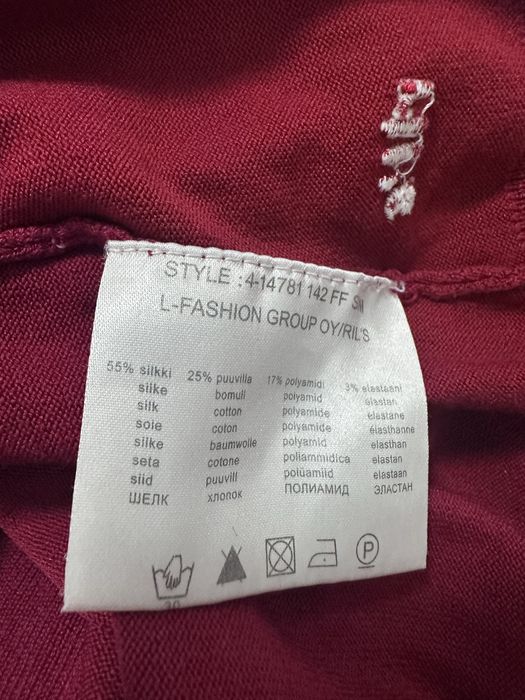 STYLE : 4-14781 142 FF SW
L-FASHION GROUP OY/RIL'S
55% silkki 25% puuvilla 17% polyamidi 3% elastaani
silke bomull polyamid elastan
silk cotton polyamide elastane
soie coton polyamide élasthanne
silke baumwolle polyamid elasthan
seta cotone poliammidica elastan
siid puuvill polüamiid elastaan
ШЕЛК ХЛОПОК ПОЛИАМИД ЭЛАСТАН
30
P